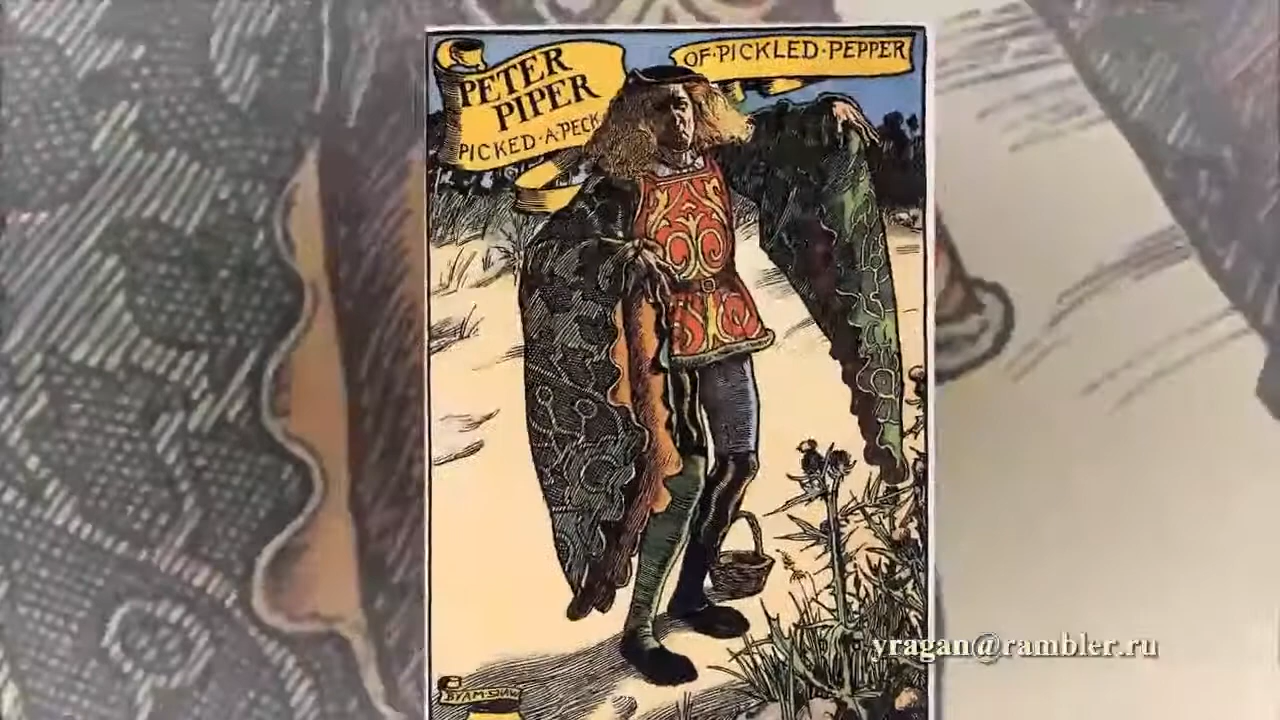 PETER
PIPER
PICKED·A·PECK
OF·PICKLED·PEPPER
BYAM·SHAW
yragan@rambler.ru